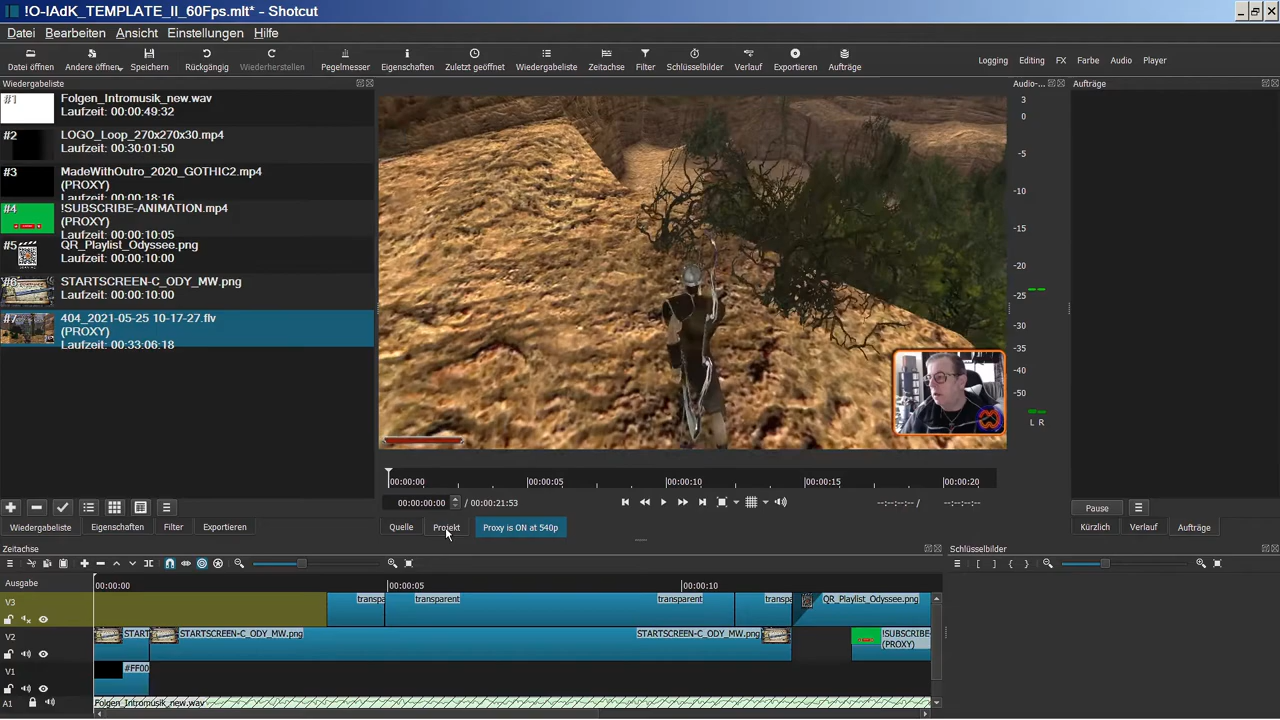 !O-IAdK_TEMPLATE_II_60Fps.mlt* - Shotcut
Datei Bearbeiten Ansicht Einstellungen Hilfe
Datei öffnen Andere öffnen Speichern Rückgängig Wiederherstellen Pegelmesser Eigenschaften Zuletzt geöffnet Wiedergabeliste Zeitachse Filter Schlüsselbilder Verlauf Exportieren Aufträge
Logging Editing FX Farbe Audio Player
Wiedergabeliste
Audio-...
Aufträge
#1 Folgen_Intromusik_new.wav
Laufzeit: 00:00:49:32
#2 LOGO_Loop_270x270x30.mp4
Laufzeit: 00:30:01:50
#3 MadeWithOutro_2020_GOTHIC2.mp4
(PROXY)
Laufzeit: 00:00:18:16
#4 !SUBSCRIBE-ANIMATION.mp4
(PROXY)
Laufzeit: 00:00:10:05
#5 QR_Playlist_Odyssee.png
Laufzeit: 00:00:10:00
#6 STARTSCREEN-C_ODY_MW.png
Laufzeit: 00:00:10:00
#7 404_2021-05-25 10-17-27.flv
(PROXY)
Laufzeit: 00:33:06:18
3
0
-5
-10
-15
-20
-25
-30
-35
-40
-50
L R
00:00:00 00:00:05 00:00:10 00:00:15 00:00:20
00:00:00:00 / 00:00:21:53
--:--:--:-- / --:--:--:--
Pause
Wiedergabeliste Eigenschaften Filter Exportieren
Quelle Projekt Proxy is ON at 540p
Kürzlich Verlauf Aufträge
Zeitachse
Schlüsselbilder
Ausgabe
00:00:00 00:00:05 00:00:10
V3
transpa transparent transparent transpa QR_Playlist_Odyssee.png
V2
START STARTSCREEN-C_ODY_MW.png STARTSCREEN-C_ODY_MW.png !SUBSCRIBE-
(PROXY)
V1
#FF00
A1
Folgen_Intromusik_new.wav